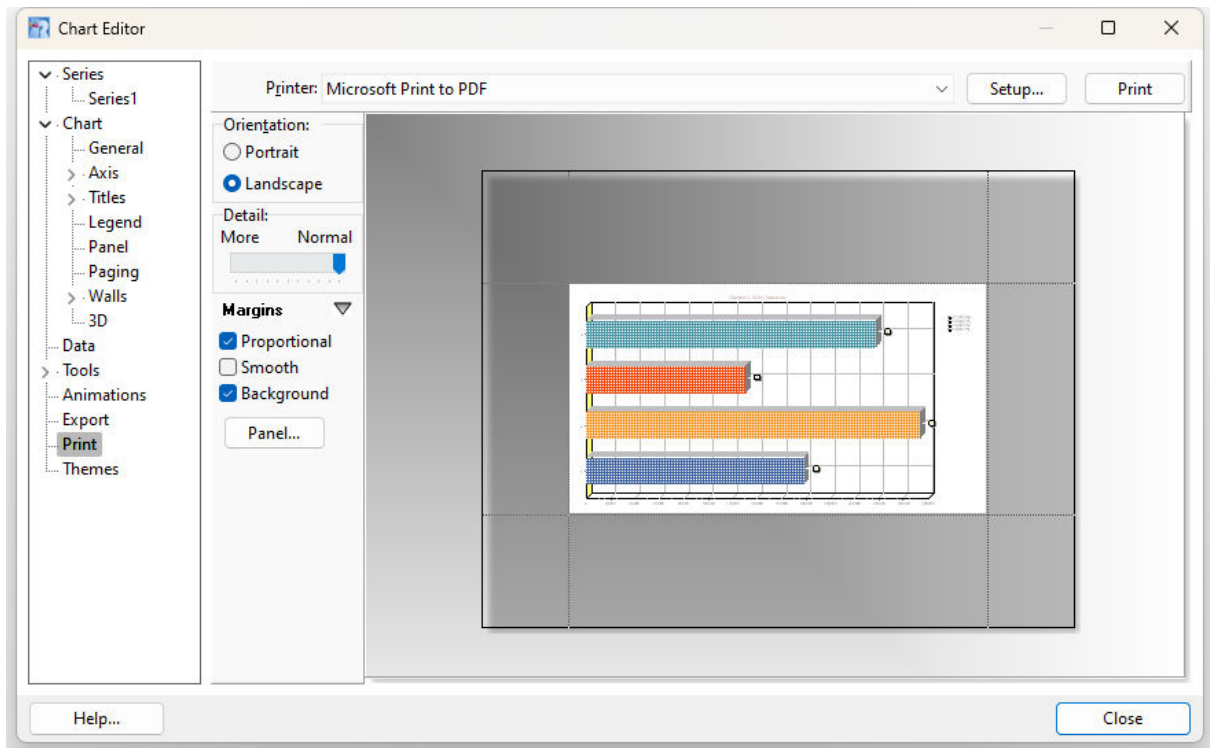 Chart Editor
Series
Series1
Chart
General
Axis
Titles
Legend
Panel
Paging
Walls
3D
Data
Tools
Animations
Export
Print
Themes
Printer: Microsoft Print to PDF
Setup...
Print
Orientation:
Portrait
Landscape
Detail:
More Normal
Margins
Proportional
Smooth
Background
Panel...
Help...
Close